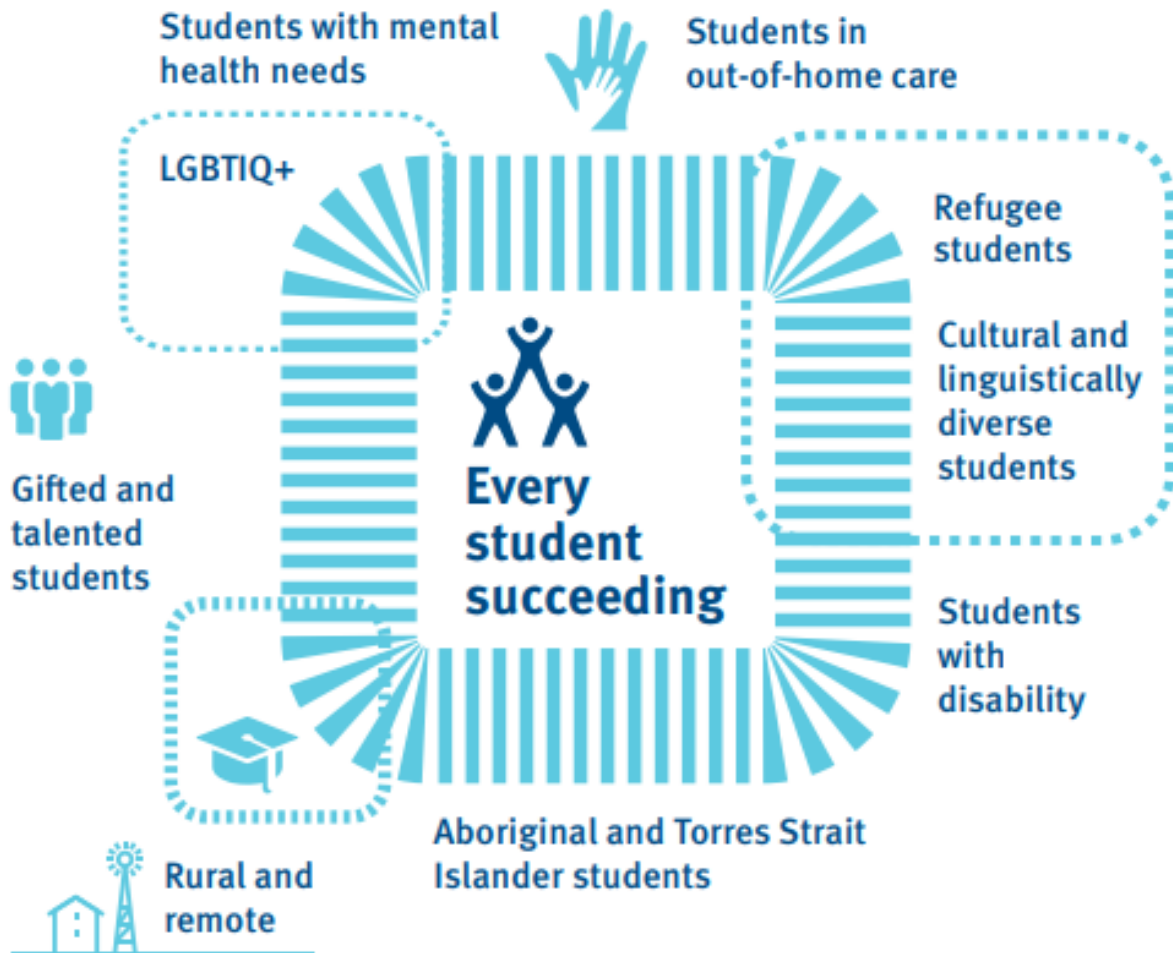 Students with mental
health needs
Students in
out-of-home care
LGBTIQ+
Refugee
students
Cultural and
linguistically
diverse
students
Every
student
succeeding
Gifted and
talented
students
Students
with
disability
Aboriginal and Torres Strait
Islander students
Rural and
remote